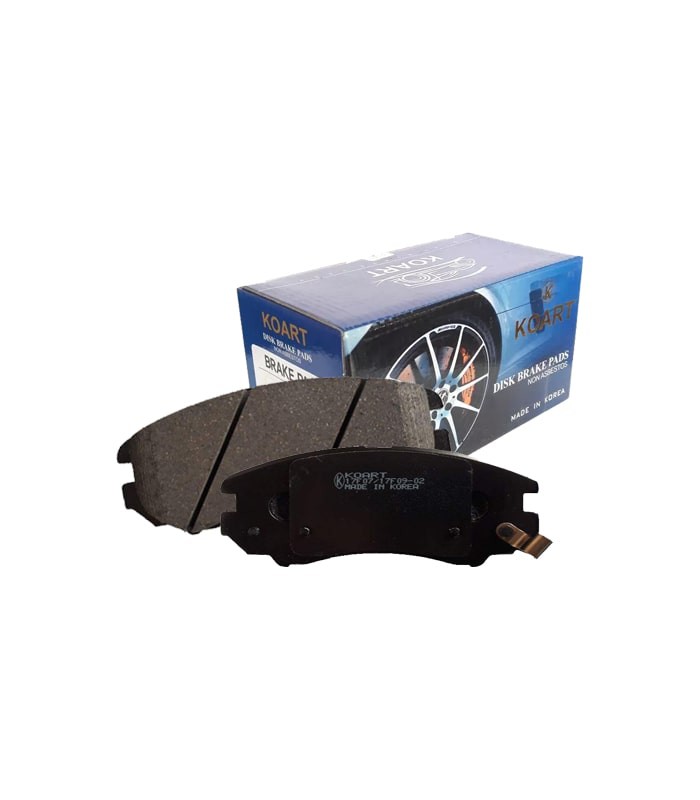 KOART
KOART
DISK BRAKE PADS
NON ASBESTOS
BRAKE
K
KOART
DISK BRAKE PADS
NON ASBESTOS
MADE IN KOREA
KOART
K 17F07/17F09-02
MADE IN KOREA